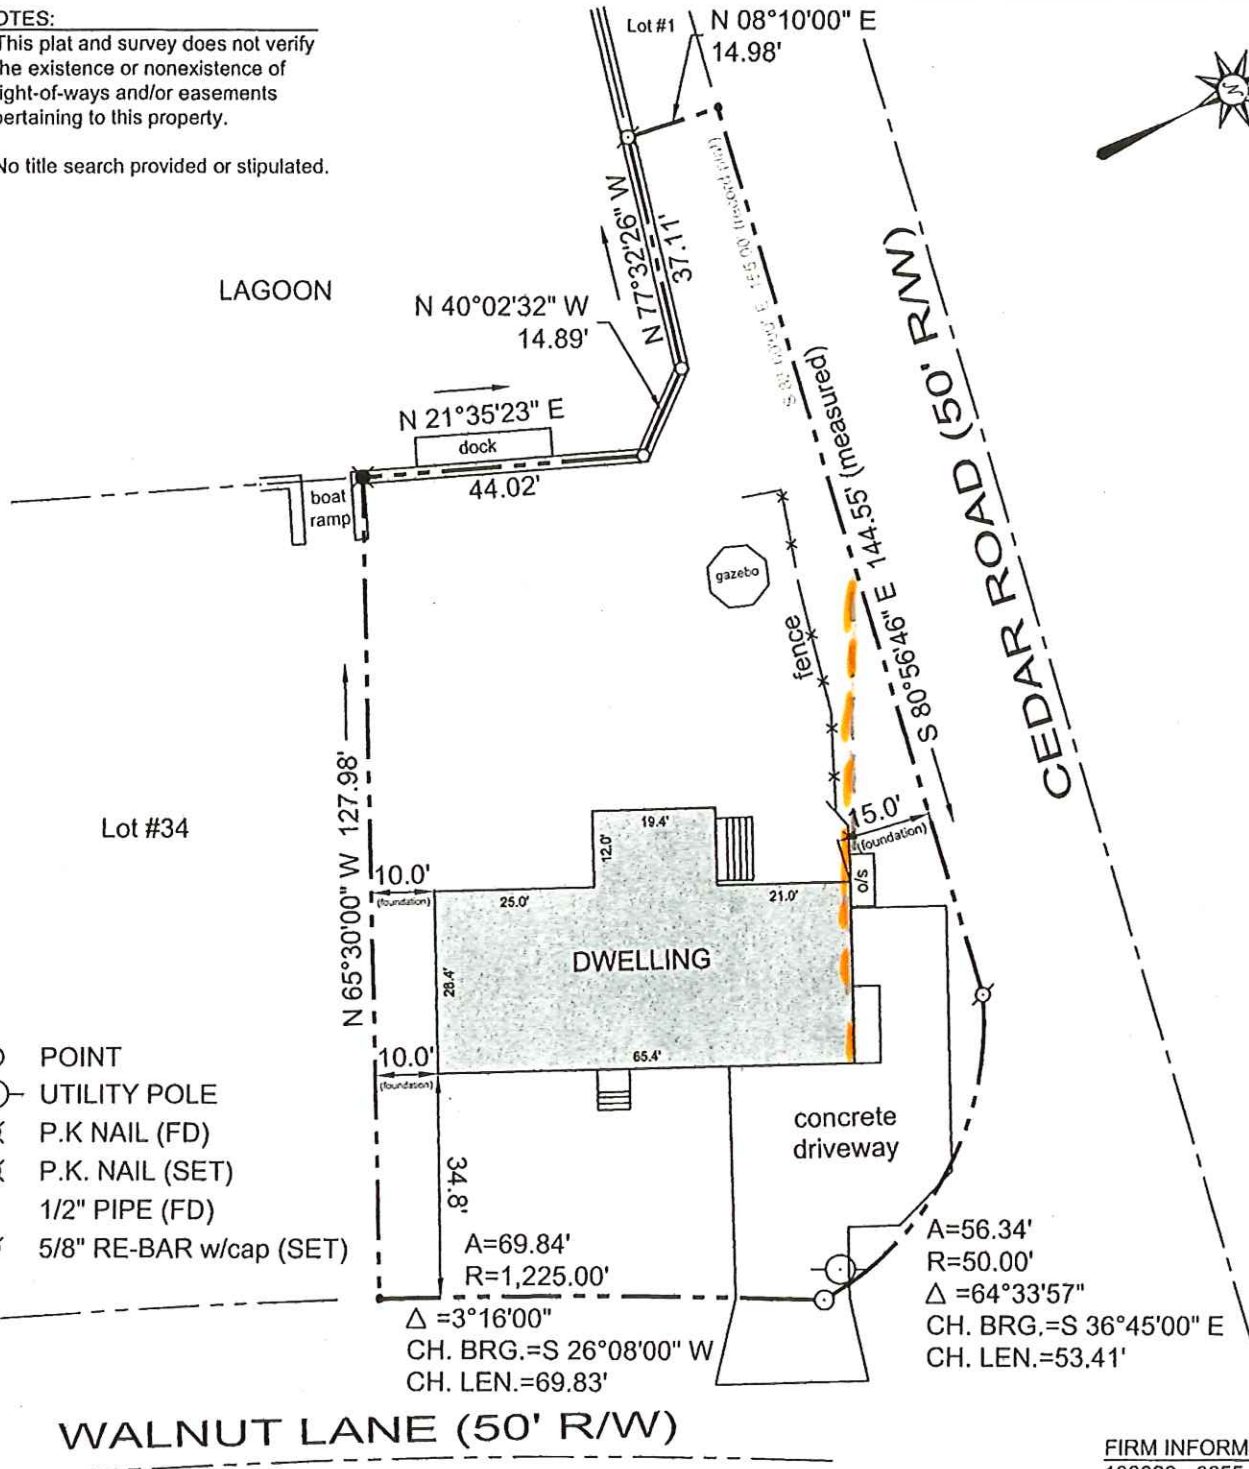 OTES:
This plat and survey does not verify
he existence or nonexistence of
ight-of-ways and/or easements
pertaining to this property.
No title search provided or stipulated.
Lot #1
N 08°10'00" E
14.98'
LAGOON
N 77°32'26" W
37.11'
N 40°02'32" W
14.89'
N 21°35'23" E
dock
44.02'
boat
ramp
gazebo
fence
S 80°56'46" E 144.55' (measured)
CEDAR ROAD (50' R/W)
N 65°30'00" W 127.98'
Lot #34
15.0'
(foundation)
o/s
19.4'
12.0'
10.0'
(foundation)
25.0'
21.0'
DWELLING
28.4'
65.4'
10.0'
(foundation)
34.8'
concrete
driveway
POINT
UTILITY POLE
P.K NAIL (FD)
P.K. NAIL (SET)
1/2" PIPE (FD)
5/8" RE-BAR w/cap (SET)
A=69.84'
R=1,225.00'
Δ =3°16'00"
CH. BRG.=S 26°08'00" W
CH. LEN.=69.83'
A=56.34'
R=50.00'
Δ =64°33'57"
CH. BRG.=S 36°45'00" E
CH. LEN.=53.41'
WALNUT LANE (50' R/W)
FIRM INFORM